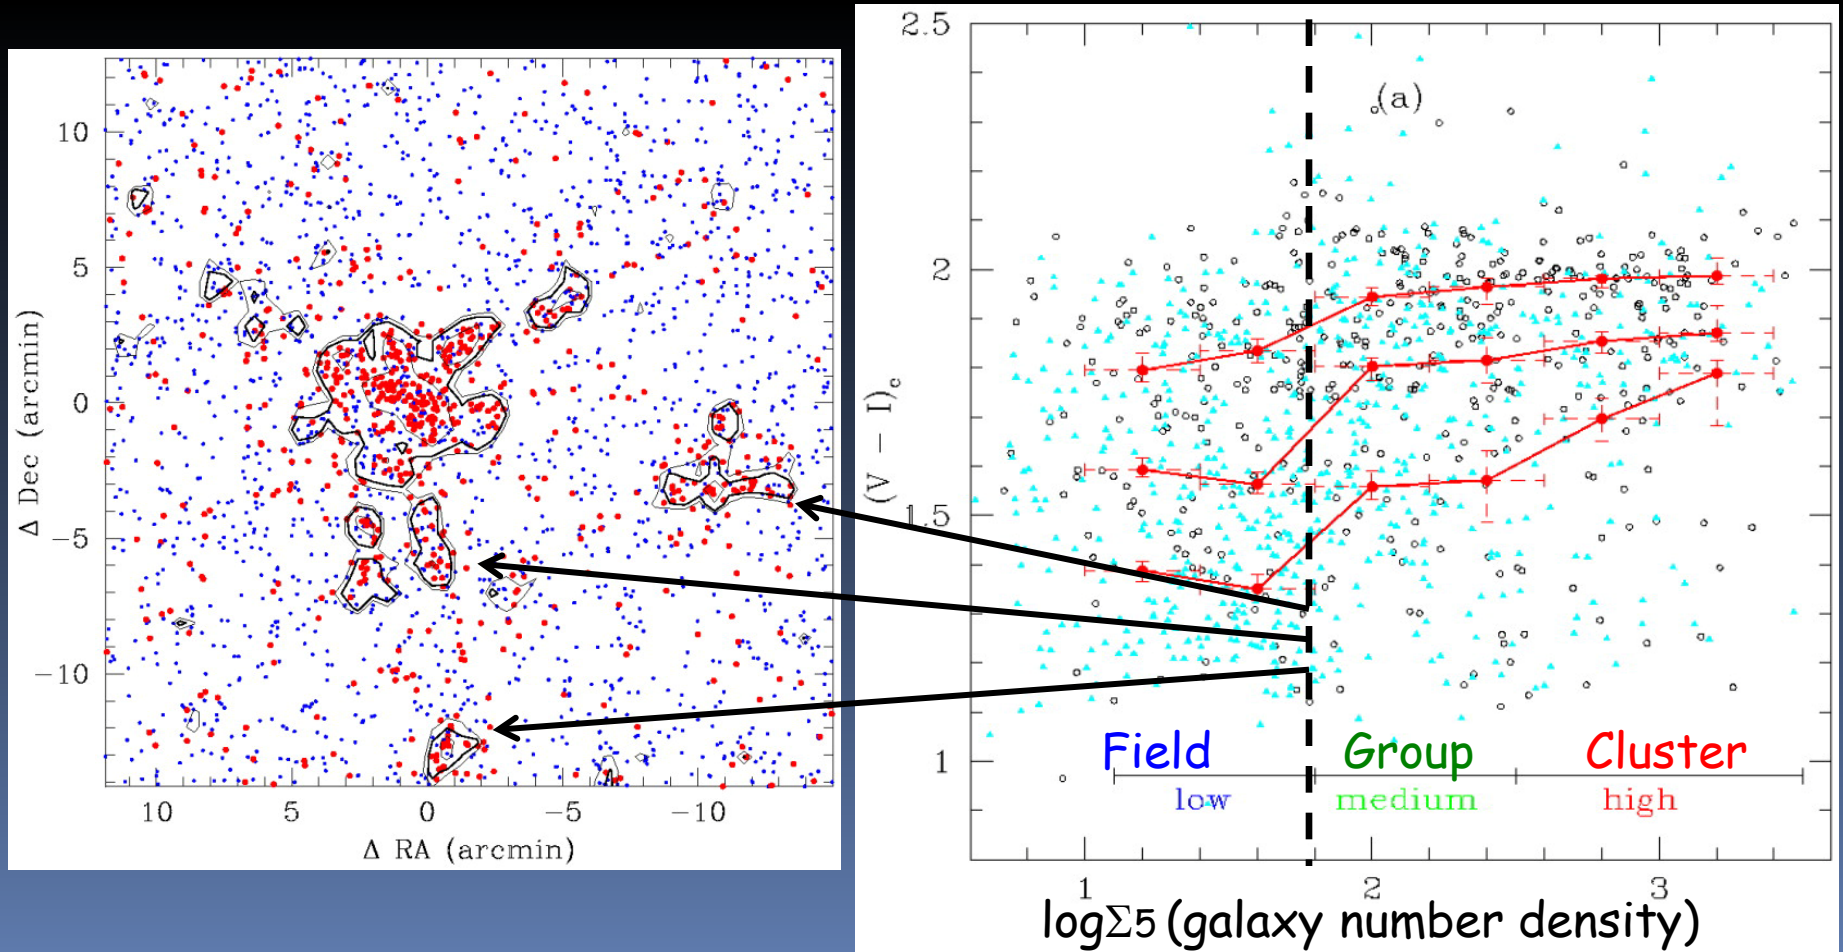 10
5
0
−5
−10
Δ Dec (arcmin)
10
5
0
−5
−10
Δ RA (arcmin)
2.5
2
1.5
1
(V − I)c
(a)
Field
Group
Cluster
low
medium
high
1
2
3
logΣ5 (galaxy number density)